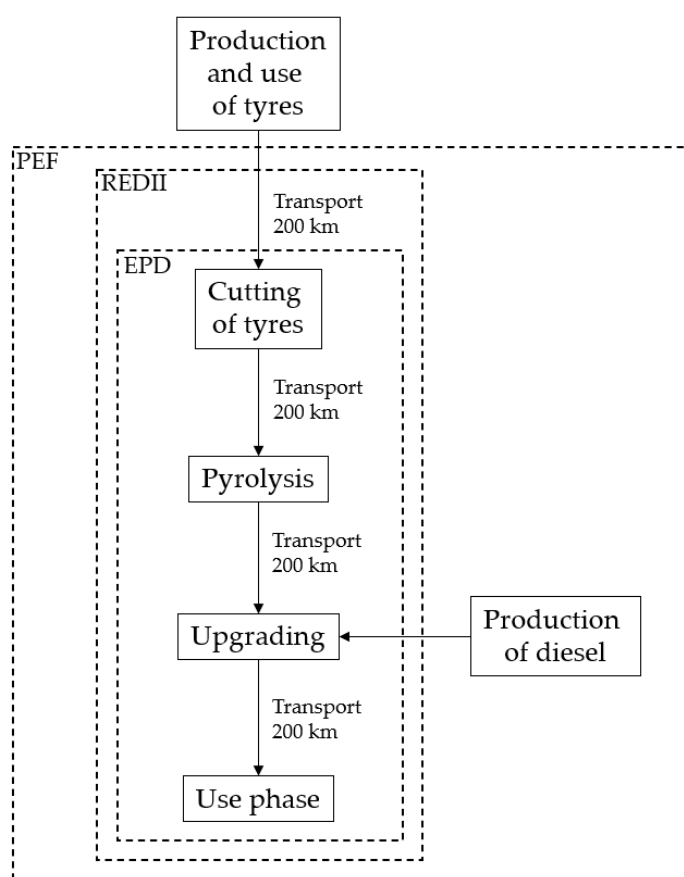 Production
and use
of tyres
PEF
REDII
Transport
200 km
EPD
Cutting
of tyres
Transport
200 km
Pyrolysis
Transport
200 km
Upgrading
Production
of diesel
Transport
200 km
Use phase